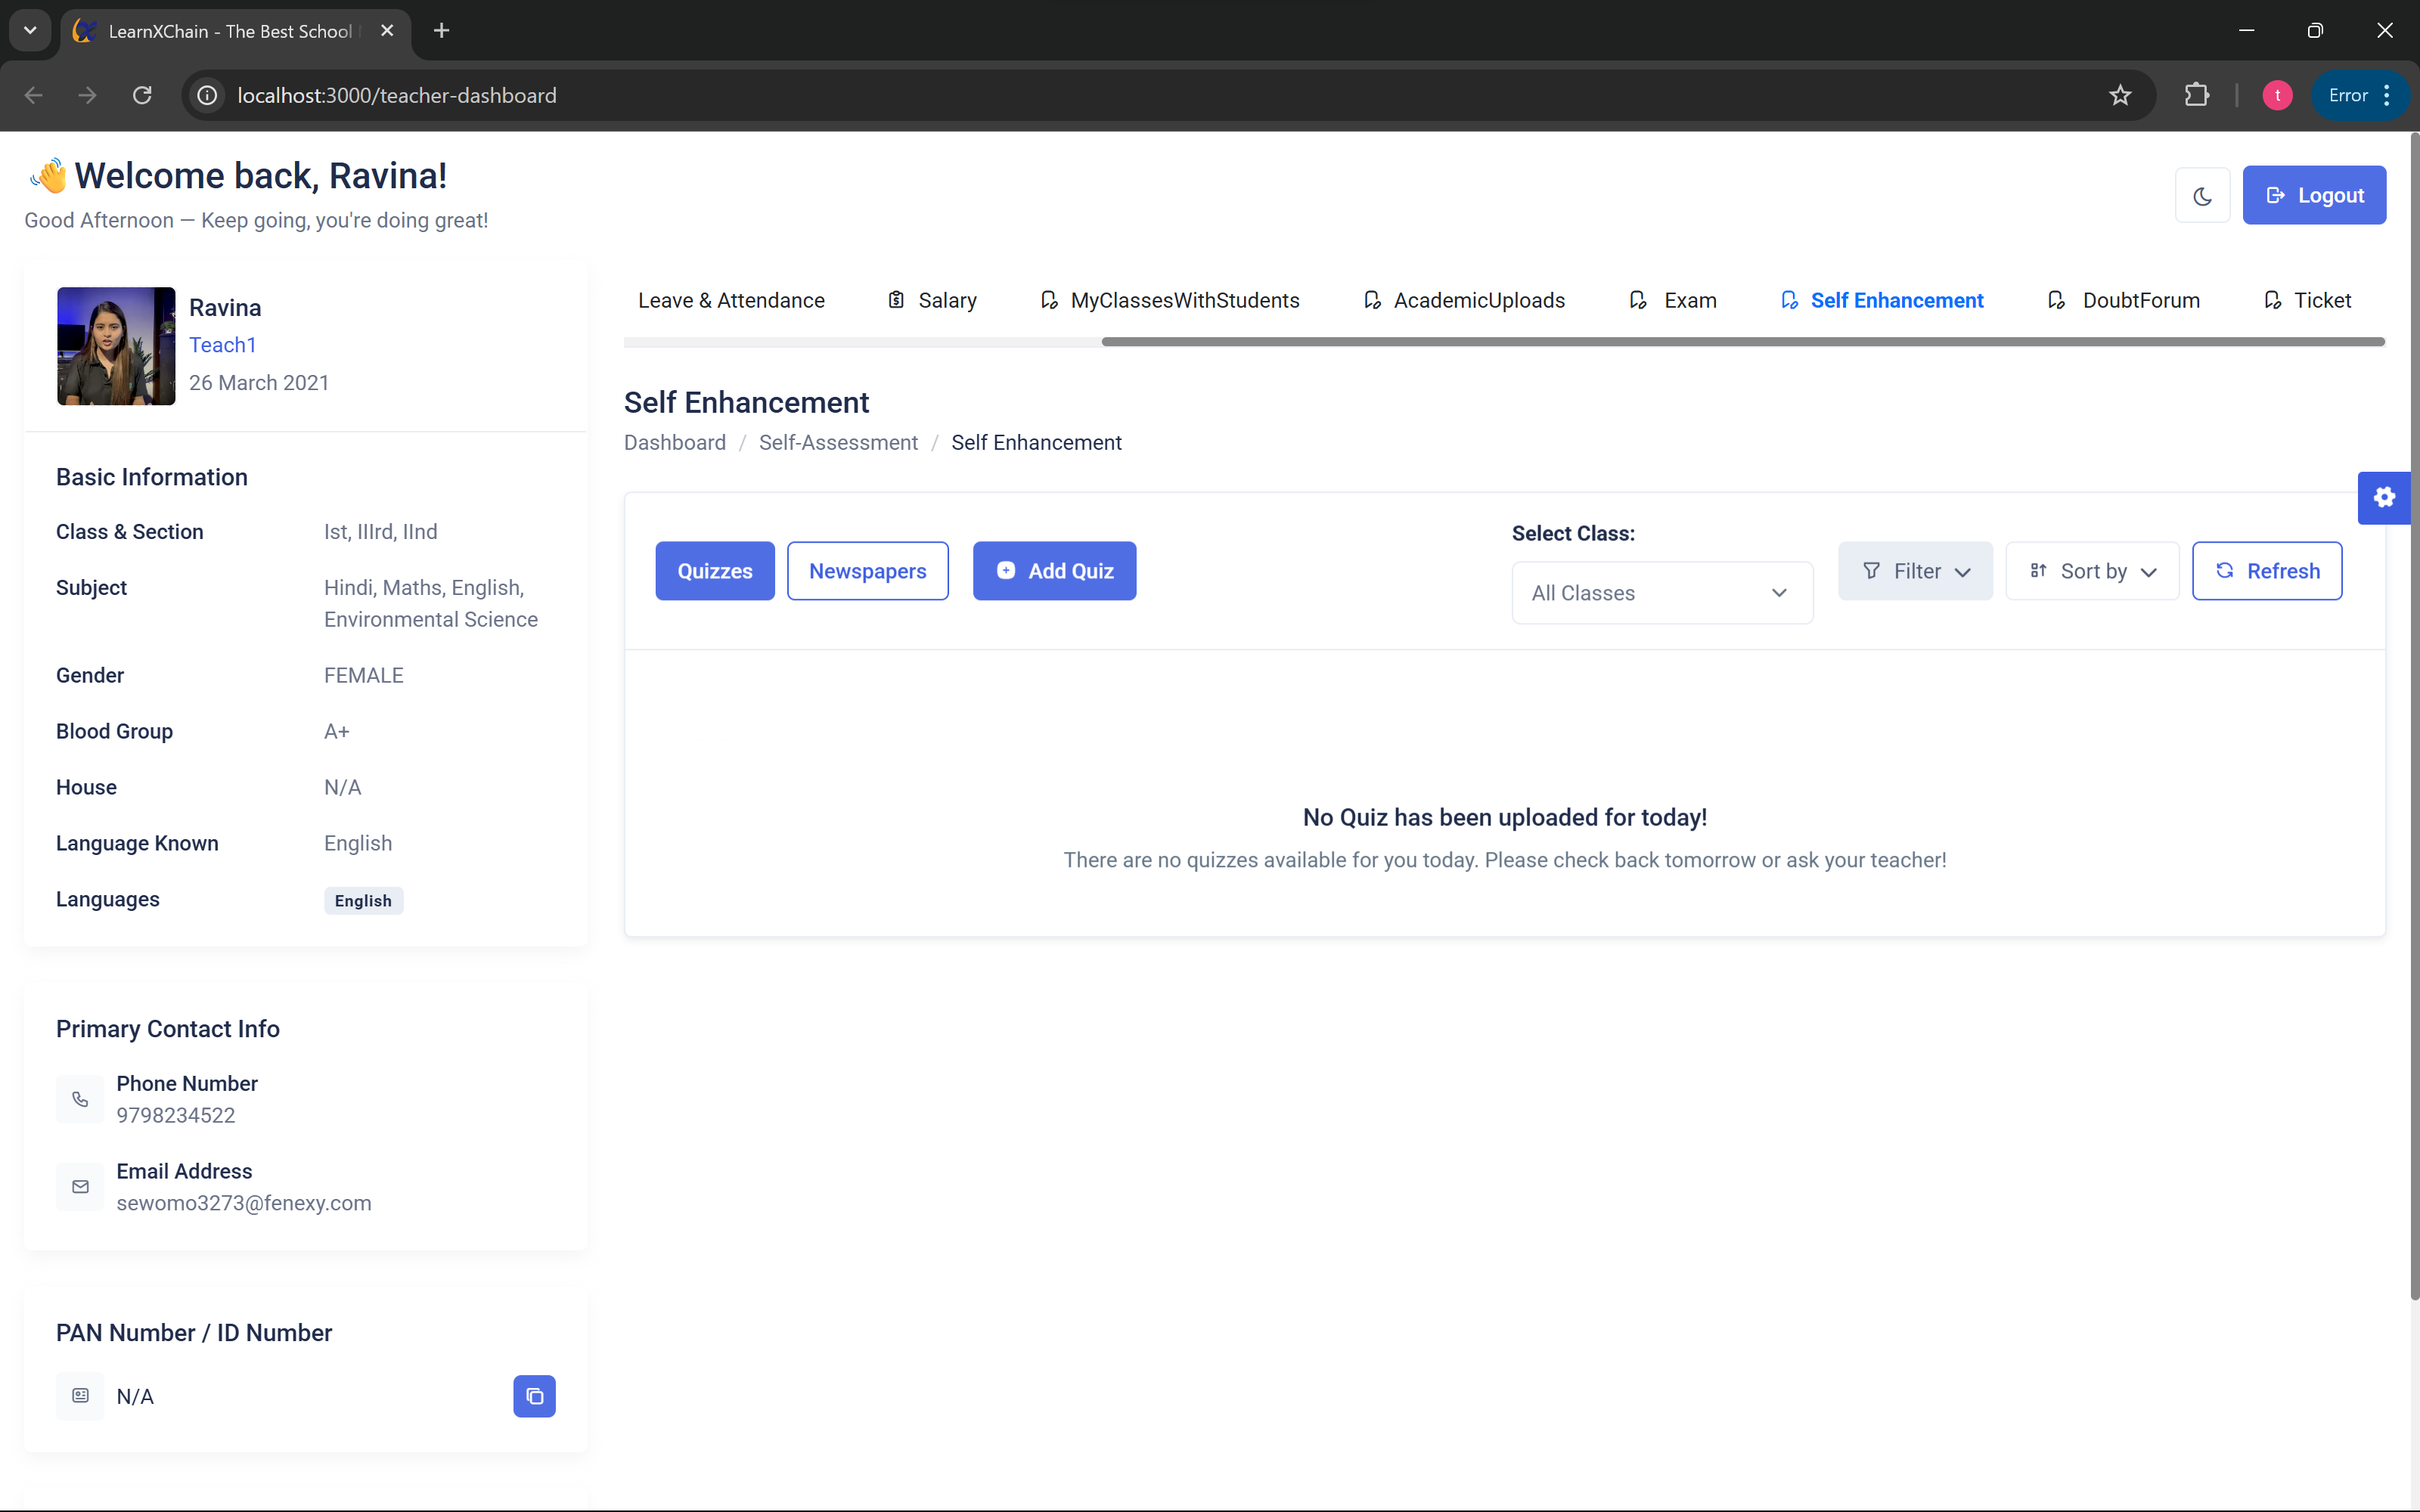 LearnXChain - The Best School
localhost:3000/teacher-dashboard
t
Error
Welcome back, Ravina!
Good Afternoon — Keep going, you're doing great!
Logout
Ravina
Teach1
26 March 2021
Basic Information
Class & Section Ist, IIIrd, IInd
Subject Hindi, Maths, English,
Environmental Science
Gender FEMALE
Blood Group A+
House N/A
Language Known English
Languages English
Primary Contact Info
Phone Number
9798234522
Email Address
sewomo3273@fenexy.com
PAN Number / ID Number
N/A
Leave & Attendance Salary MyClassesWithStudents AcademicUploads Exam Self Enhancement DoubtForum Ticket
Self Enhancement
Dashboard / Self-Assessment / Self Enhancement
Select Class:
Quizzes Newspapers Add Quiz All Classes Filter Sort by Refresh
No Quiz has been uploaded for today!
There are no quizzes available for you today. Please check back tomorrow or ask your teacher!